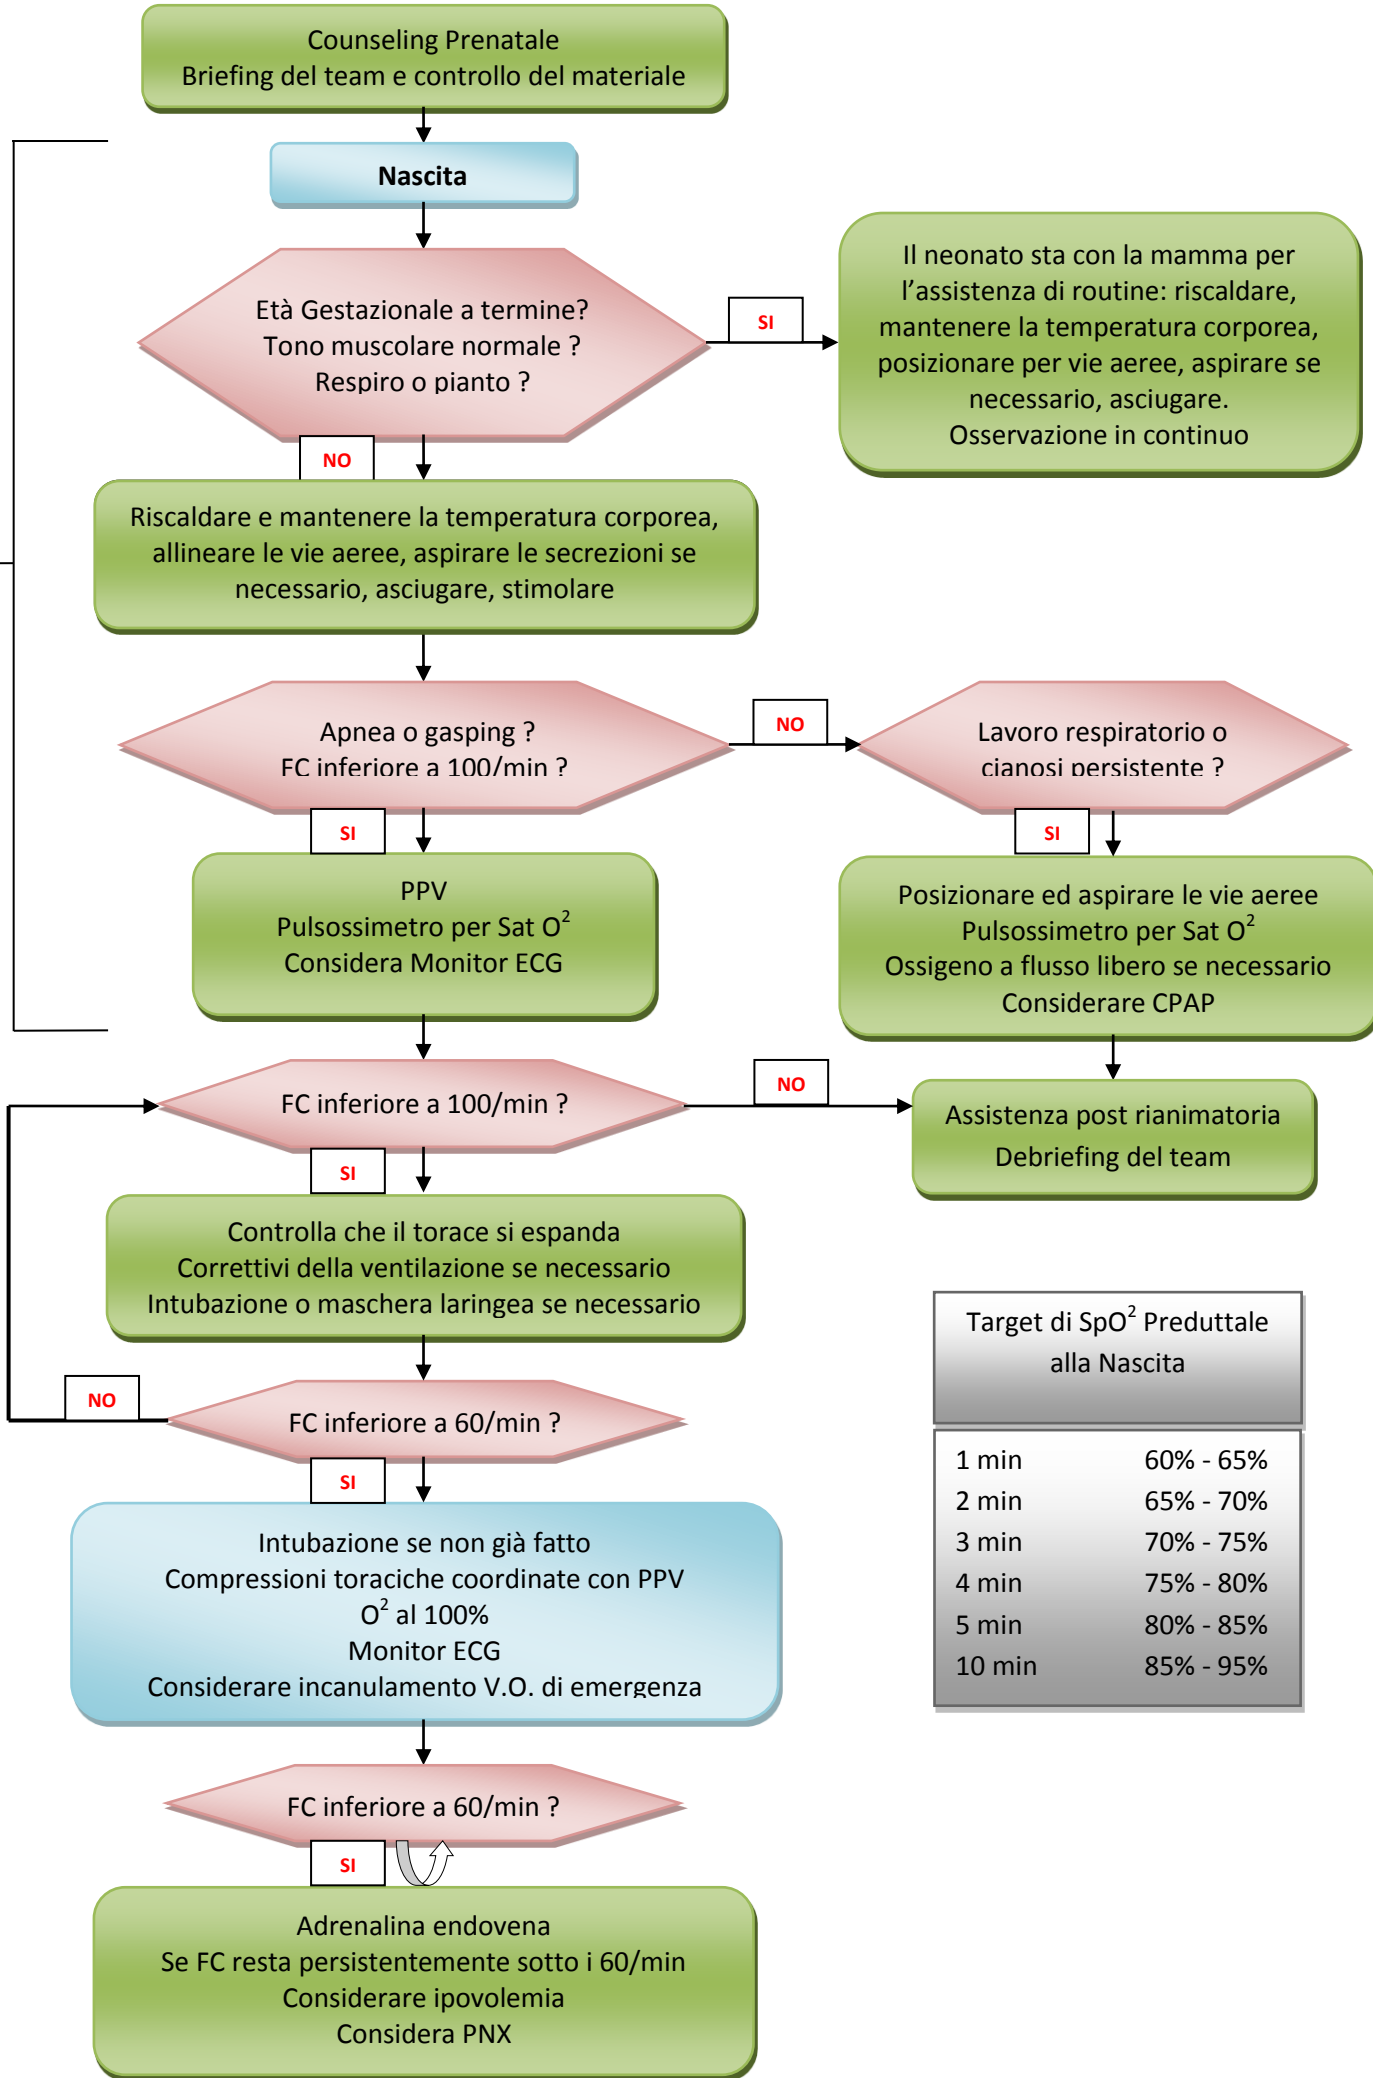 Counseling Prenatale
Briefing del team e controllo del materiale
Nascita
Età Gestazionale a termine?
Tono muscolare normale ?
Respiro o pianto ?
SI
Il neonato sta con la mamma per
l'assistenza di routine: riscaldare,
mantenere la temperatura corporea,
posizionare per vie aeree, aspirare se
necessario, asciugare.
Osservazione in continuo
NO
Riscaldare e mantenere la temperatura corporea,
allineare le vie aeree, aspirare le secrezioni se
necessario, asciugare, stimolare
Apnea o gasping ?
FC inferiore a 100/min ?
NO
Lavoro respiratorio o
cianosi persistente ?
SI
PPV
Pulsossimetro per Sat O²
Considera Monitor ECG
SI
Posizionare ed aspirare le vie aeree
Pulsossimetro per Sat O²
Ossigeno a flusso libero se necessario
Considerare CPAP
FC inferiore a 100/min ?
NO
Assistenza post rianimatoria
Debriefing del team
SI
Controlla che il torace si espanda
Correttivi della ventilazione se necessario
Intubazione o maschera laringea se necessario
NO
FC inferiore a 60/min ?
SI
Intubazione se non già fatto
Compressioni toraciche coordinate con PPV
O² al 100%
Monitor ECG
Considerare incanulamento V.O. di emergenza
FC inferiore a 60/min ?
SI
Adrenalina endovena
Se FC resta persistentemente sotto i 60/min
Considerare ipovolemia
Considera PNX
Target di SpO² Preduttale
alla Nascita
1 min 60% - 65%
2 min 65% - 70%
3 min 70% - 75%
4 min 75% - 80%
5 min 80% - 85%
10 min 85% - 95%